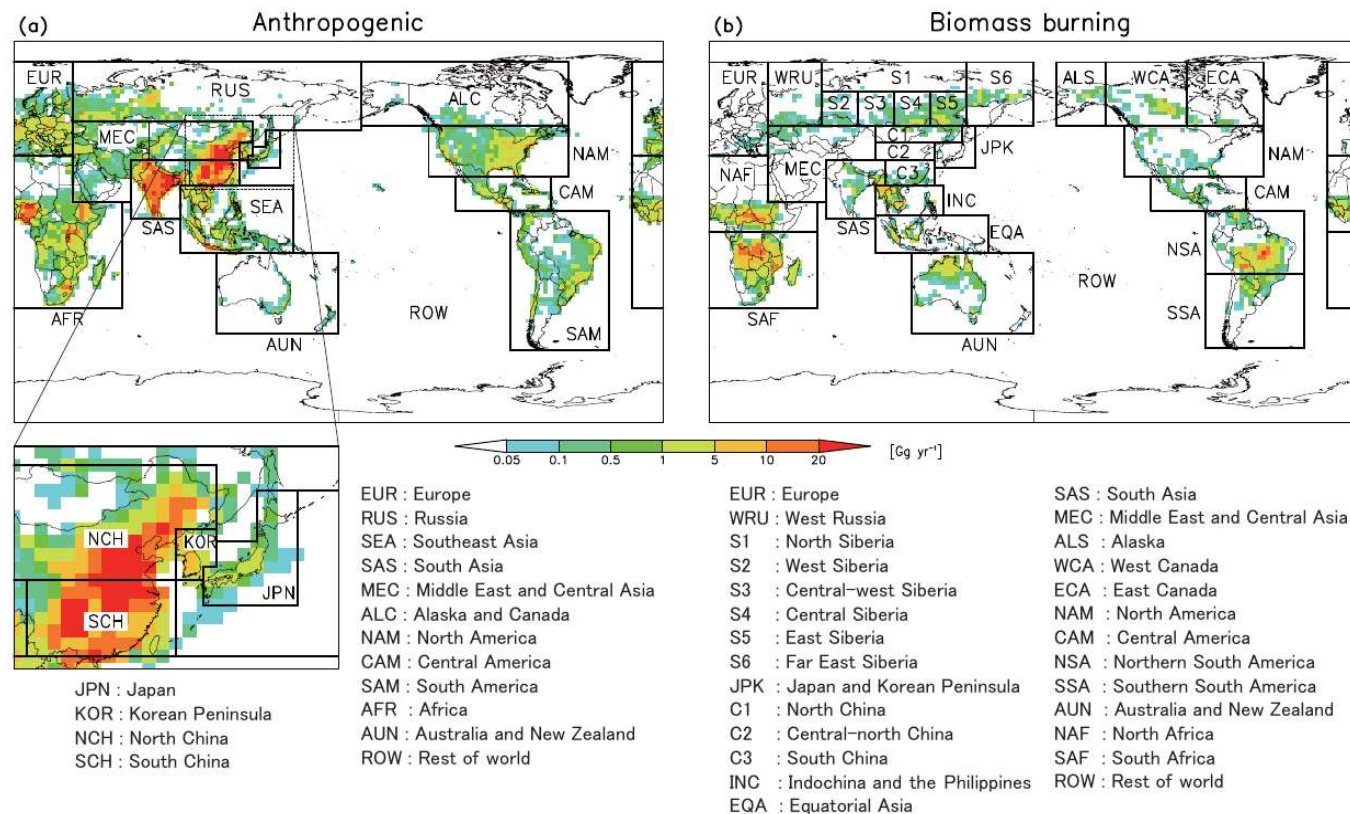 (a) Anthropogenic
(b) Biomass burning
EUR
RUS
ALC
MEC
NAM
CAM
SEA
SAS
AFR
AUN
ROW
SAM
EUR
WRU
S1
S6
ALS
WCA
ECA
S2
S3
S4
S5
C1
JPK
NAM
C2
NAF
MEC
C3
CAM
INC
SAS
EQA
NSA
ROW
SAF
SSA
AUN
0.05 0.1 0.5 1 5 10 20 [Gg yr⁻¹]
NCH
KOR
JPN
SCH
JPN : Japan
KOR : Korean Peninsula
NCH : North China
SCH : South China
EUR : Europe
RUS : Russia
SEA : Southeast Asia
SAS : South Asia
MEC : Middle East and Central Asia
ALC : Alaska and Canada
NAM : North America
CAM : Central America
SAM : South America
AFR : Africa
AUN : Australia and New Zealand
ROW : Rest of world
EUR : Europe
WRU : West Russia
S1 : North Siberia
S2 : West Siberia
S3 : Central-west Siberia
S4 : Central Siberia
S5 : East Siberia
S6 : Far East Siberia
JPK : Japan and Korean Peninsula
C1 : North China
C2 : Central-north China
C3 : South China
INC : Indochina and the Philippines
EQA : Equatorial Asia
SAS : South Asia
MEC : Middle East and Central Asia
ALS : Alaska
WCA : West Canada
ECA : East Canada
NAM : North America
CAM : Central America
NSA : Northern South America
SSA : Southern South America
AUN : Australia and New Zealand
NAF : North Africa
SAF : South Africa
ROW : Rest of world